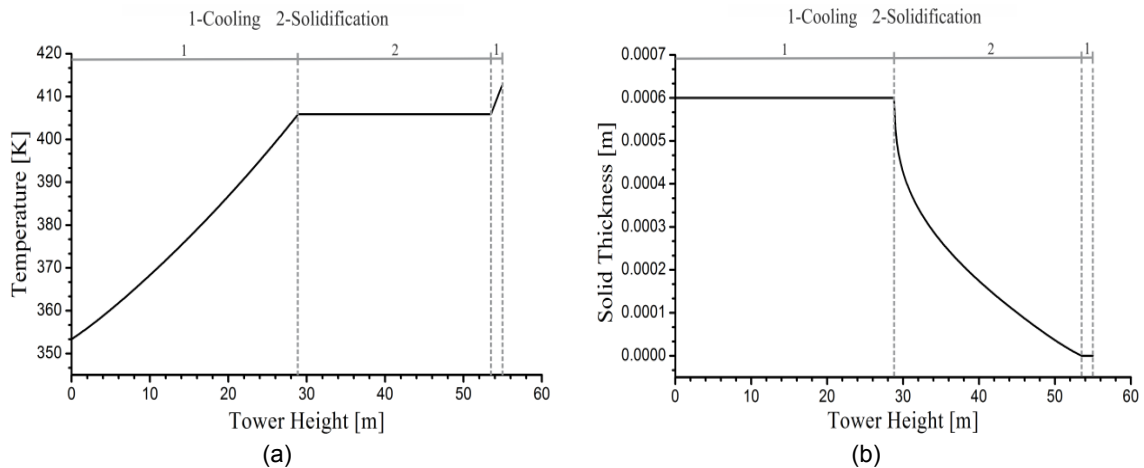 1-Cooling 2-Solidification
1 2 1
420
410
400
390
380
370
360
350
Temperature [K]
0 10 20 30 40 50 60
Tower Height [m]
(a)
1-Cooling 2-Solidification
1 2 1
0.0007
0.0006
0.0005
0.0004
0.0003
0.0002
0.0001
0.0000
Solid Thickness [m]
0 10 20 30 40 50 60
Tower Height [m]
(b)